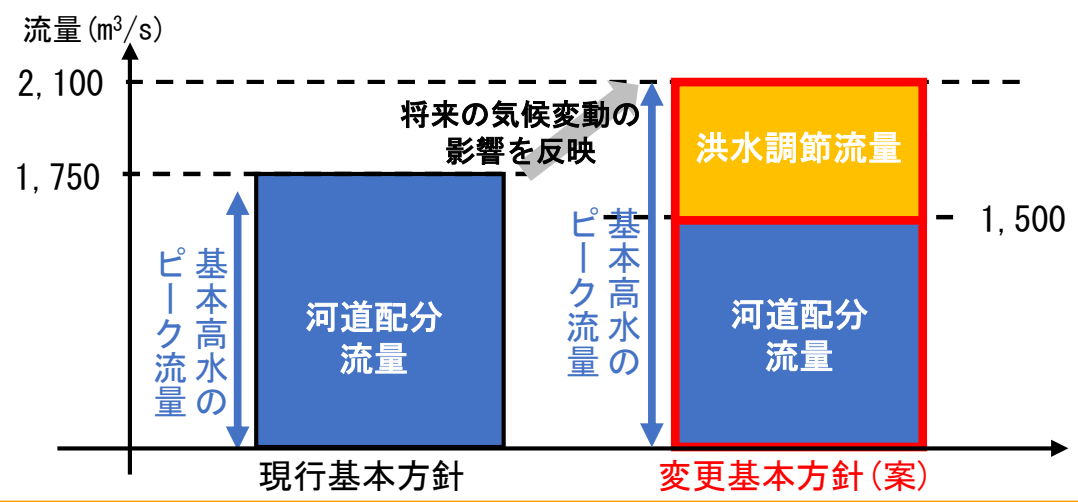 流量(m³/s)
2,100
将来の気候変動の
影響を反映
1,750
1,500
基本高水の
ピーク流量
河道配分
流量
基本高水の
ピーク流量
洪水調節流量
河道配分
流量
現行基本方針
変更基本方針(案)